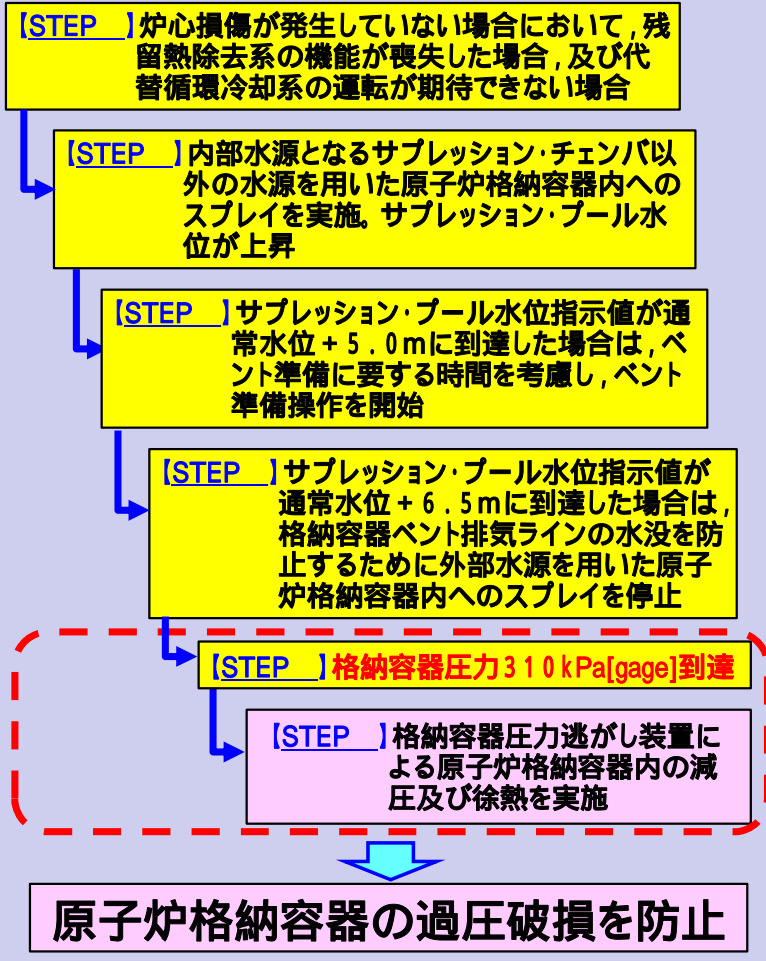 【STEP　】炉心損傷が発生していない場合において,残
留熱除去系の機能が喪失した場合,及び代
替循環冷却系の運転が期待できない場合
【STEP　】内部水源となるサプレッション・チェンバ以
外の水源を用いた原子炉格納容器内への
スプレイを実施。サプレッション・プール水
位が上昇
【STEP　】サプレッション・プール水位指示値が通
常水位+5.0mに到達した場合は,ベ
ント準備に要する時間を考慮し,ベント
準備操作を開始
【STEP　】サプレッション・プール水位指示値が
通常水位+6.5mに到達した場合は,
格納容器ベント排気ラインの水没を防
止するために外部水源を用いた原子
炉格納容器内へのスプレイを停止
【STEP　】格納容器圧力310kPa[gage]到達
【STEP　】格納容器圧力逃がし装置に
よる原子炉格納容器内の減
圧及び徐熱を実施
原子炉格納容器の過圧破損を防止